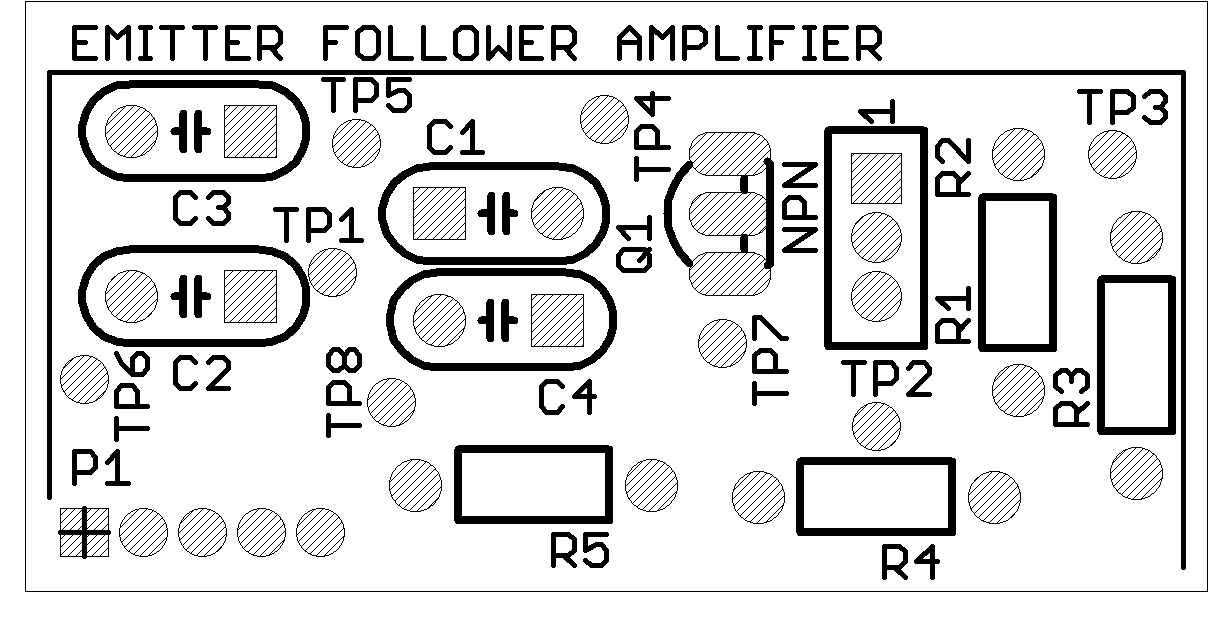 EMITTER FOLLOWER AMPLIFIER
TP5
TP4
1
TP3
C1
R2
C3
NPN
TP1
Q1
R1
C2
TP6
TP8
TP7
TP2
C4
R3
P1
R5
R4